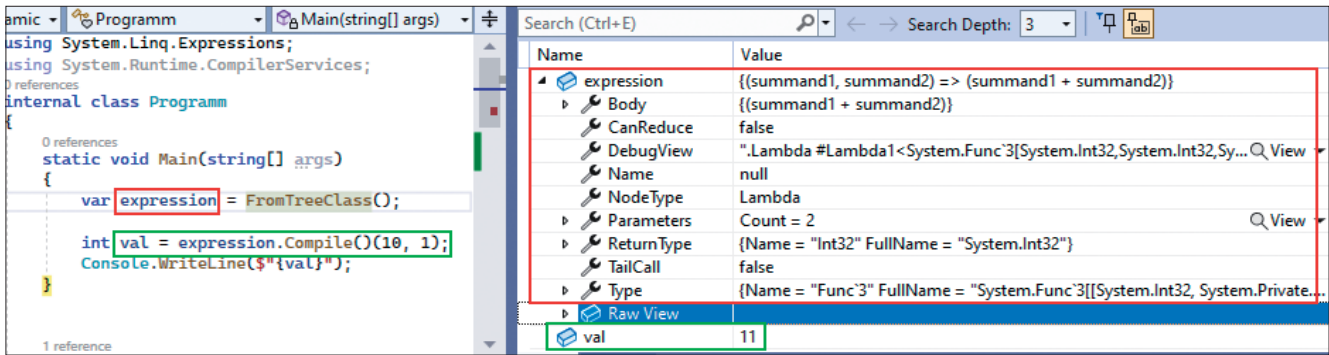 amic Programm Main(string[] args)
using System.Linq.Expressions;
using System.Runtime.CompilerServices;
0 references
internal class Programm
{
0 references
static void Main(string[] args)
{
var expression = FromTreeClass();
int val = expression.Compile()(10, 1);
Console.WriteLine($"{val}");
}
1 reference
Search (Ctrl+E) Search Depth: 3
Name Value
expression {(summand1, summand2) => (summand1 + summand2)}
Body {(summand1 + summand2)}
CanReduce false
DebugView ".Lambda #Lambda1<System.Func`3[System.Int32,System.Int32,Sy... View
Name null
NodeType Lambda
Parameters Count = 2 View
ReturnType {Name = "Int32" FullName = "System.Int32"}
TailCall false
Type {Name = "Func`3" FullName = "System.Func`3[[System.Int32, System.Private....
Raw View
val 11